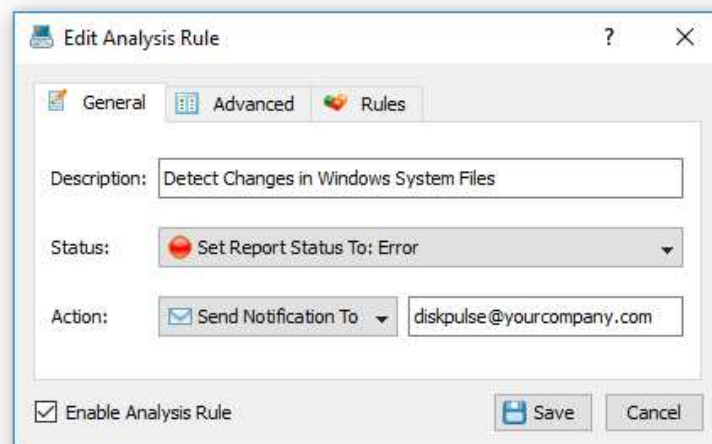 Edit Analysis Rule ?
General Advanced Rules
Description: Detect Changes in Windows System Files
Status: Set Report Status To: Error
Action: Send Notification To diskpulse@yourcompany.com
Enable Analysis Rule Save Cancel